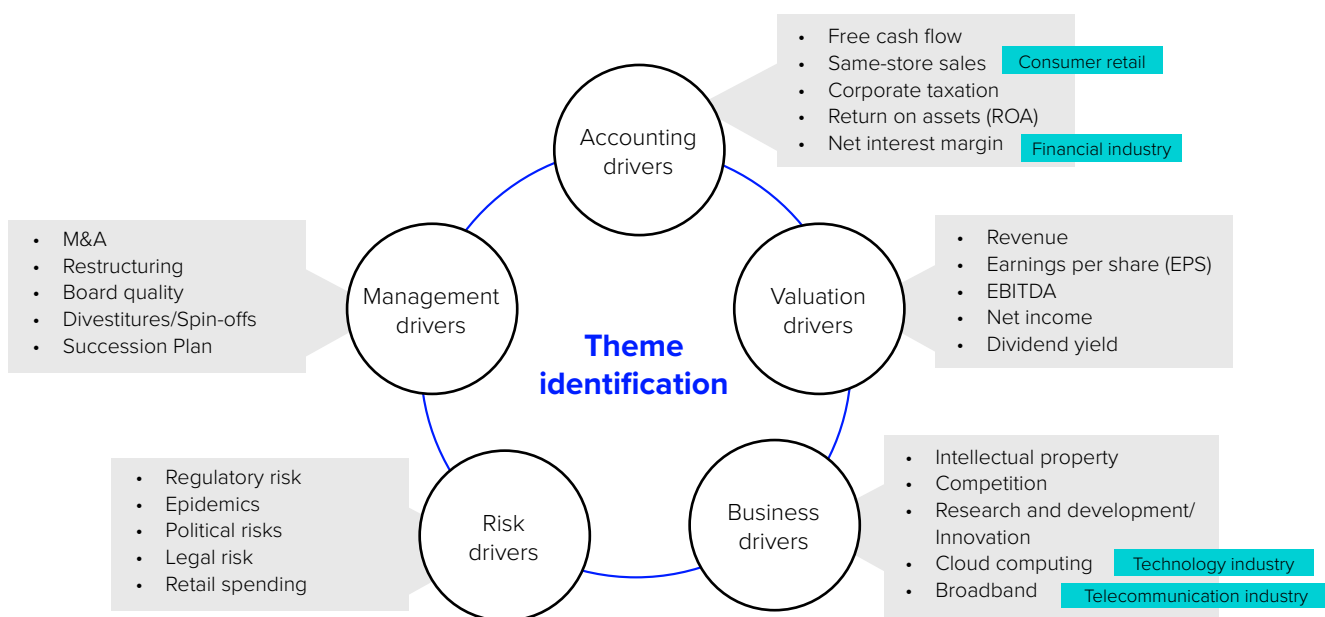 • Free cash flow
• Same-store sales Consumer retail
• Corporate taxation
• Return on assets (ROA)
• Net interest margin Financial industry
Accounting
drivers
• M&A
• Restructuring
• Board quality
• Divestitures/Spin-offs
• Succession Plan
Management
drivers
Valuation
drivers
• Revenue
• Earnings per share (EPS)
• EBITDA
• Net income
• Dividend yield
Theme
identification
• Regulatory risk
• Epidemics
• Political risks
• Legal risk
• Retail spending
Risk
drivers
Business
drivers
• Intellectual property
• Competition
• Research and development/
Innovation
• Cloud computing Technology industry
• Broadband Telecommunication industry